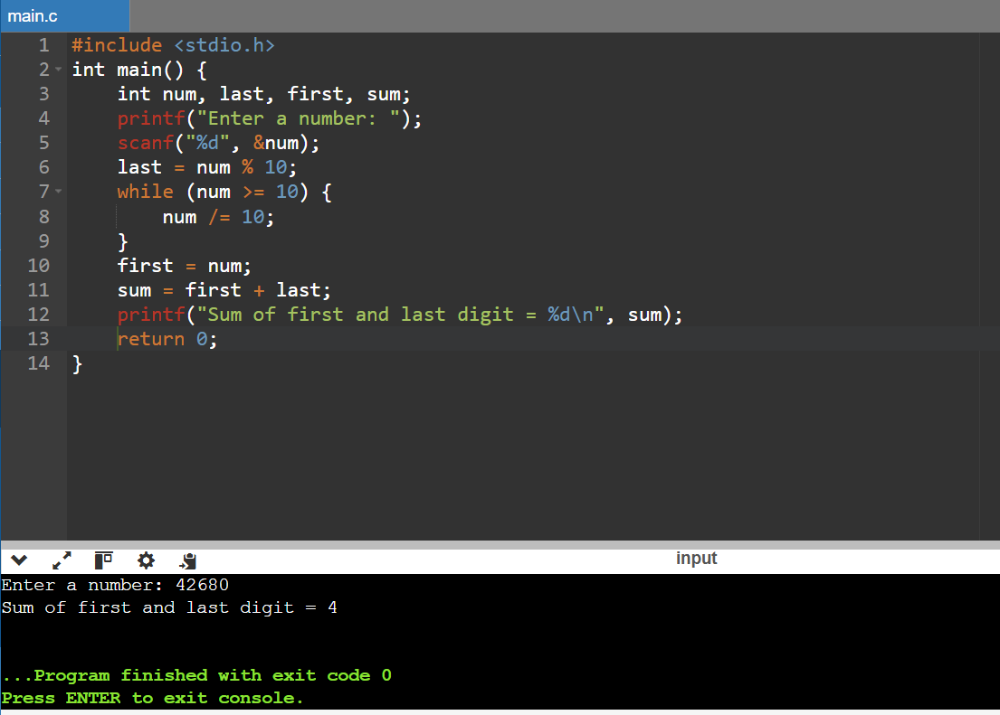 main.c
1 #include <stdio.h>
2 int main() {
3     int num, last, first, sum;
4     printf("Enter a number: ");
5     scanf("%d", &num);
6     last = num % 10;
7     while (num >= 10) {
8         num /= 10;
9     }
10     first = num;
11     sum = first + last;
12     printf("Sum of first and last digit = %d\n", sum);
13     return 0;
14 }
input
Enter a number: 42680
Sum of first and last digit = 4
...Program finished with exit code 0
Press ENTER to exit console.